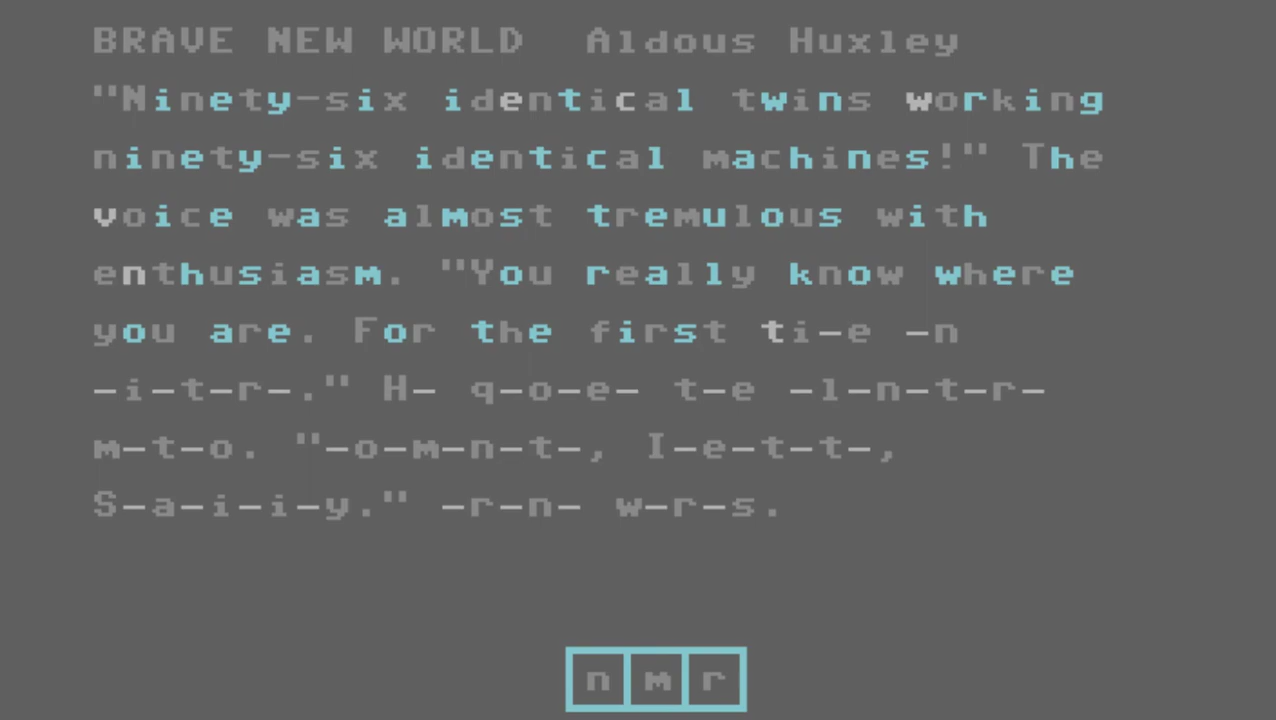 BRAVE NEW WORLD  Aldous Huxley
"Ninety-six identical twins working
ninety-six identical machines!" The
voice was almost tremulous with
enthusiasm. "You really know where
you are. For the first ti-e -n
-i-t-r-." H- q-o-e- t-e -l-n-t-r-
m-t-o. "-o-m-n-t-, I-e-t-t-,
S-a-i-i-y." -r-n- w-r-s.
n m r